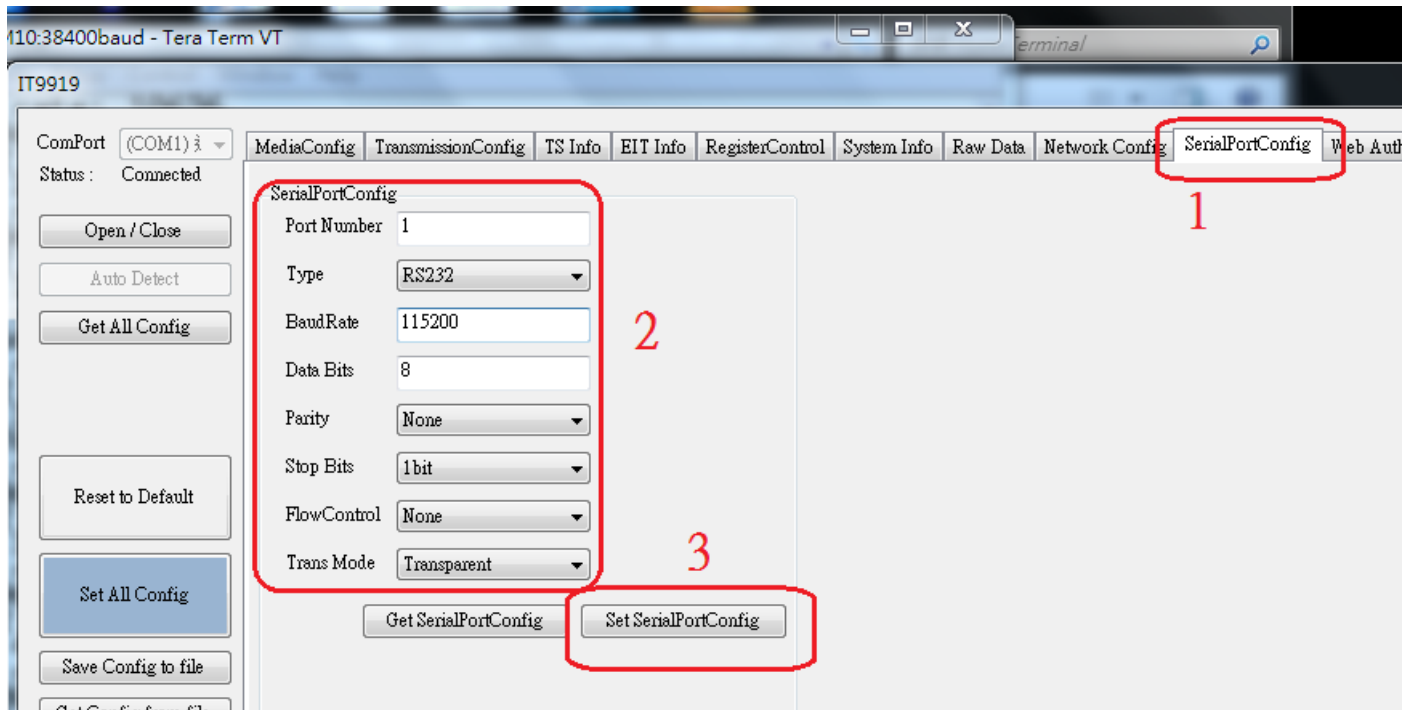 M10:38400baud - Tera Term VT
erminal
IT9919
ComPort (COM1)
Status : Connected
Open / Close
Auto Detect
Get All Config
Reset to Default
Set All Config
Save Config to file
MediaConfig TransmissionConfig TS Info EIT Info RegisterControl System Info Raw Data Network Config SerialPortConfig Web Auth
1
SerialPortConfig
Port Number 1
Type RS232
BaudRate 115200
Data Bits 8
Parity None
Stop Bits 1bit
FlowControl None
Trans Mode Transparent
2
3
Get SerialPortConfig Set SerialPortConfig